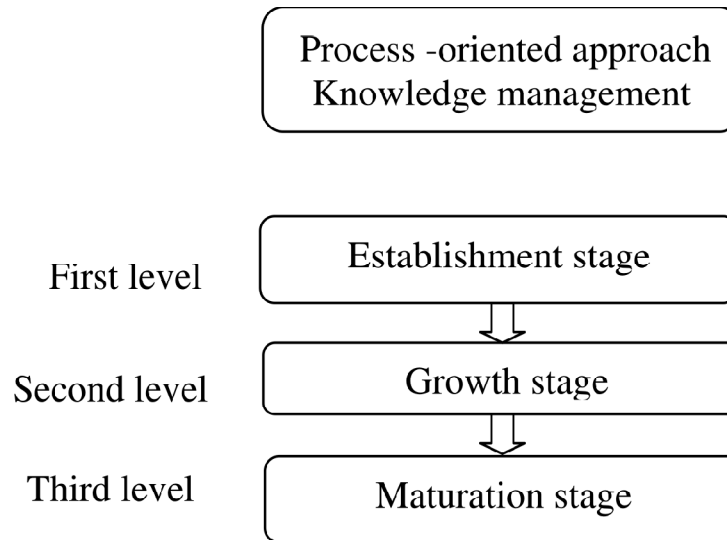 Process -oriented approach
Knowledge management
First level
Establishment stage
Second level
Growth stage
Third level
Maturation stage